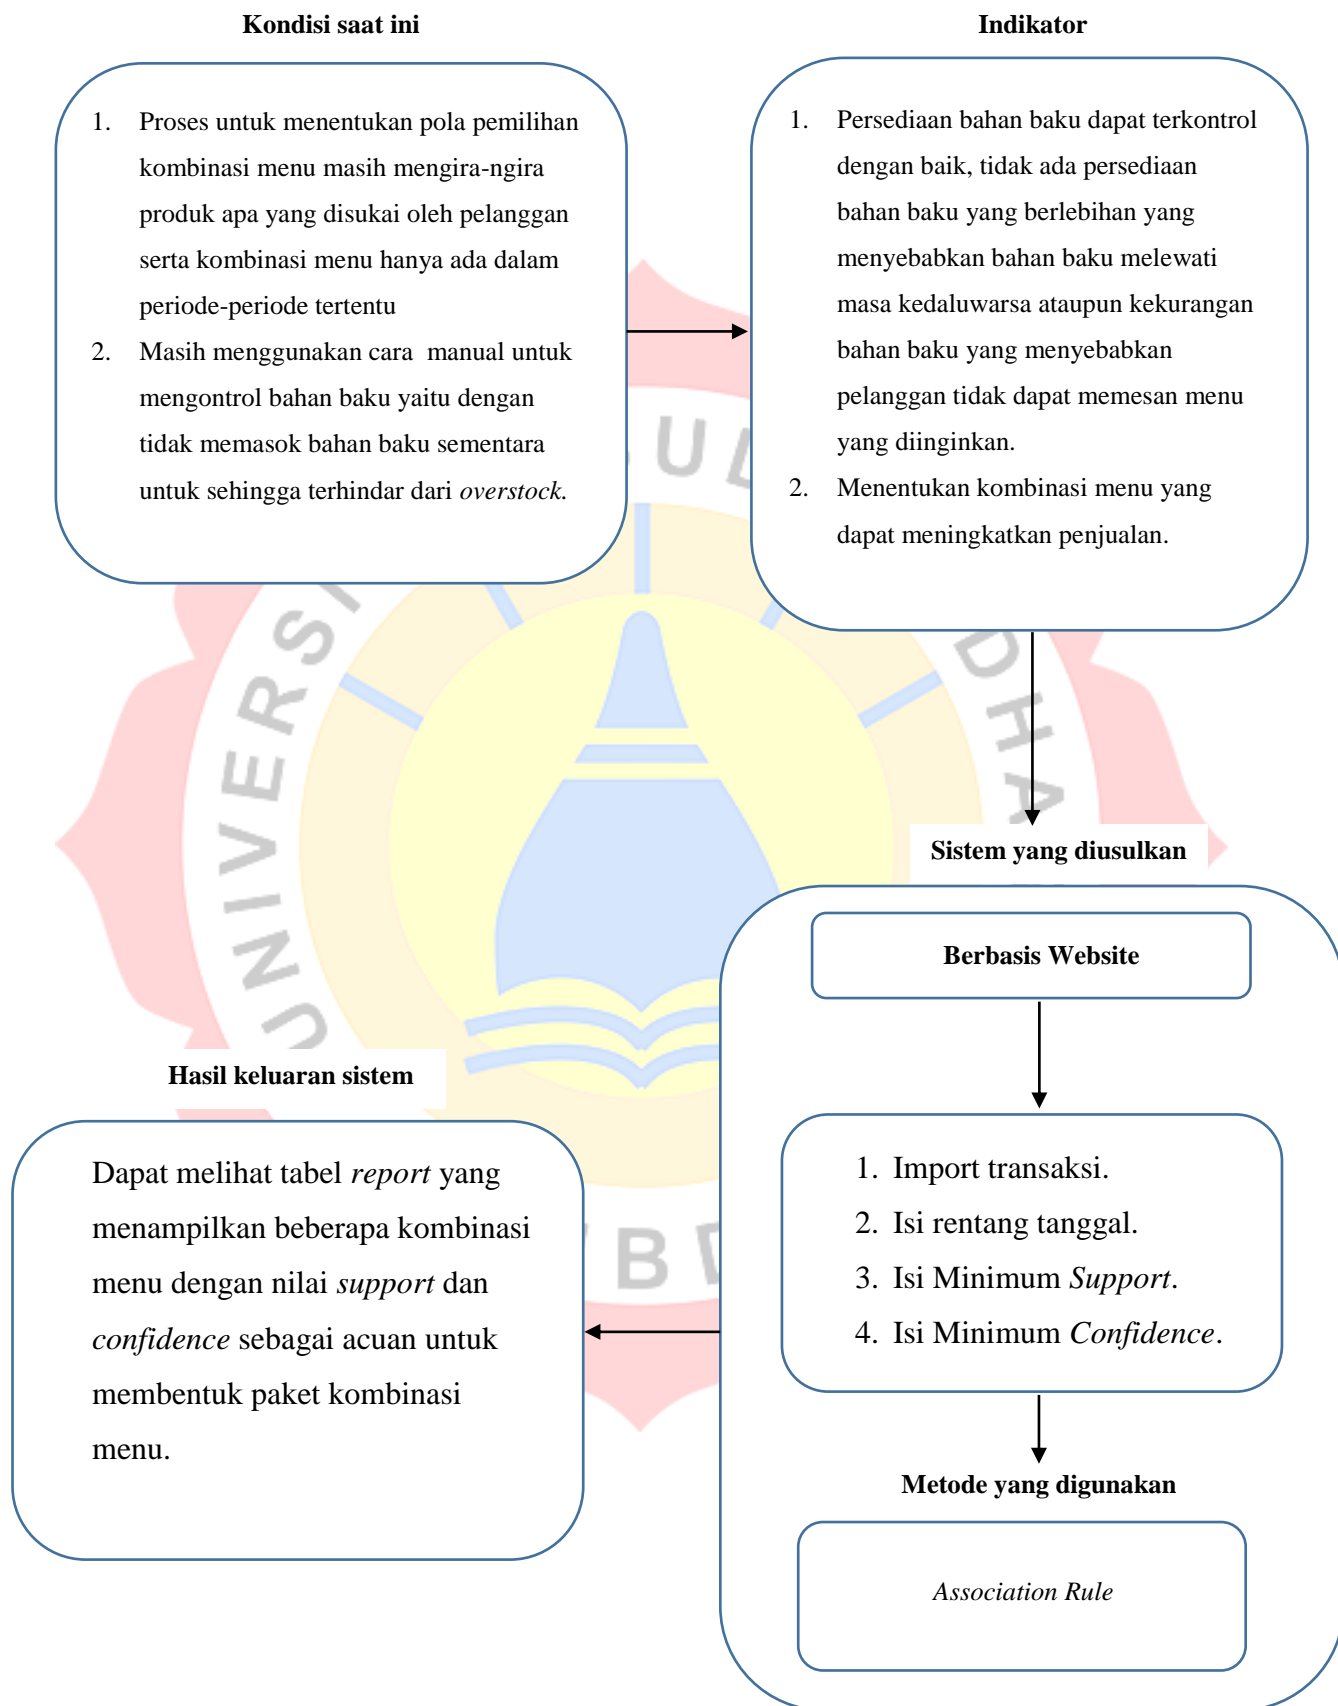 Kondisi saat ini
1. Proses untuk menentukan pola pemilihan
kombinasi menu masih mengira-ngira
produk apa yang disukai oleh pelanggan
serta kombinasi menu hanya ada dalam
periode-periode tertentu
2. Masih menggunakan cara manual untuk
mengontrol bahan baku yaitu dengan
tidak memasok bahan baku sementara
untuk sehingga terhindar dari overstock.
Indikator
1. Persediaan bahan baku dapat terkontrol
dengan baik, tidak ada persediaan
bahan baku yang berlebihan yang
menyebabkan bahan baku melewati
masa kedaluwarsa ataupun kekurangan
bahan baku yang menyebabkan
pelanggan tidak dapat memesan menu
yang diinginkan.
2. Menentukan kombinasi menu yang
dapat meningkatkan penjualan.
Sistem yang diusulkan
Berbasis Website
1. Import transaksi.
2. Isi rentang tanggal.
3. Isi Minimum Support.
4. Isi Minimum Confidence.
Metode yang digunakan
Association Rule
Hasil keluaran sistem
Dapat melihat tabel report yang
menampilkan beberapa kombinasi
menu dengan nilai support dan
confidence sebagai acuan untuk
membentuk paket kombinasi
menu.